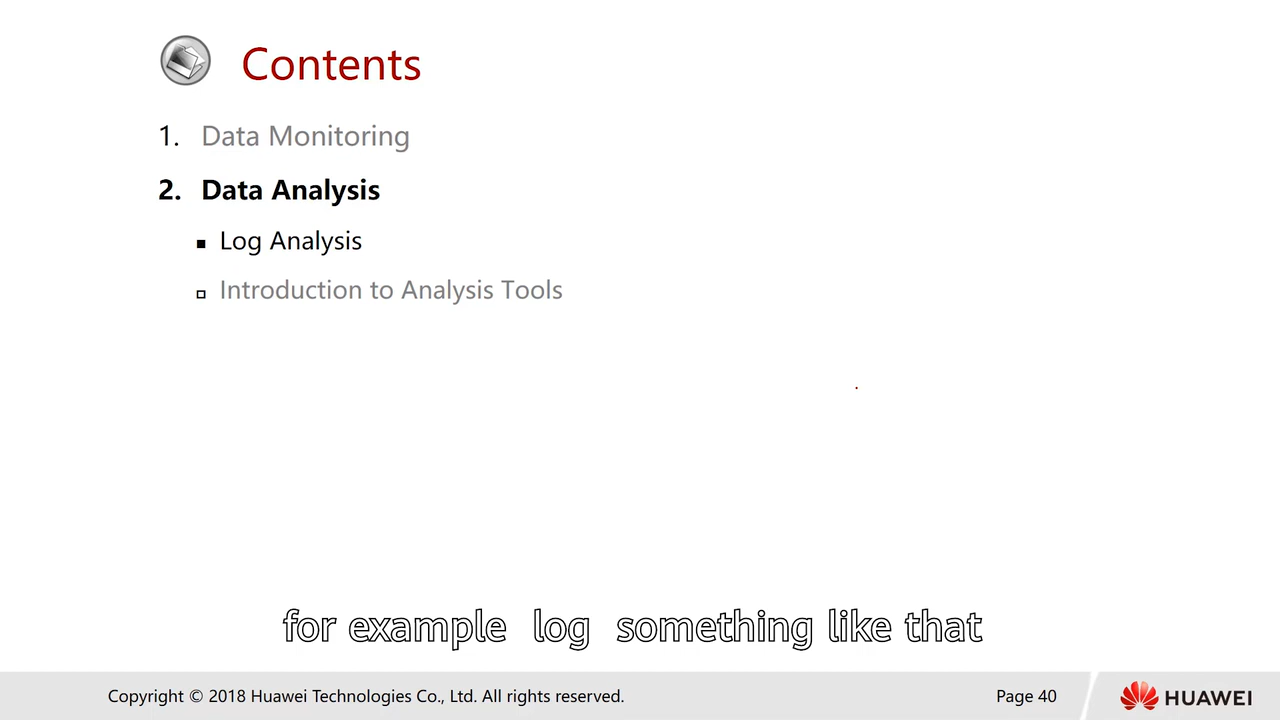 Contents
1. Data Monitoring
2. Data Analysis
▪ Log Analysis
▫ Introduction to Analysis Tools
for example log something like that
Copyright © 2018 Huawei Technologies Co., Ltd. All rights reserved.
Page 40
HUAWEI